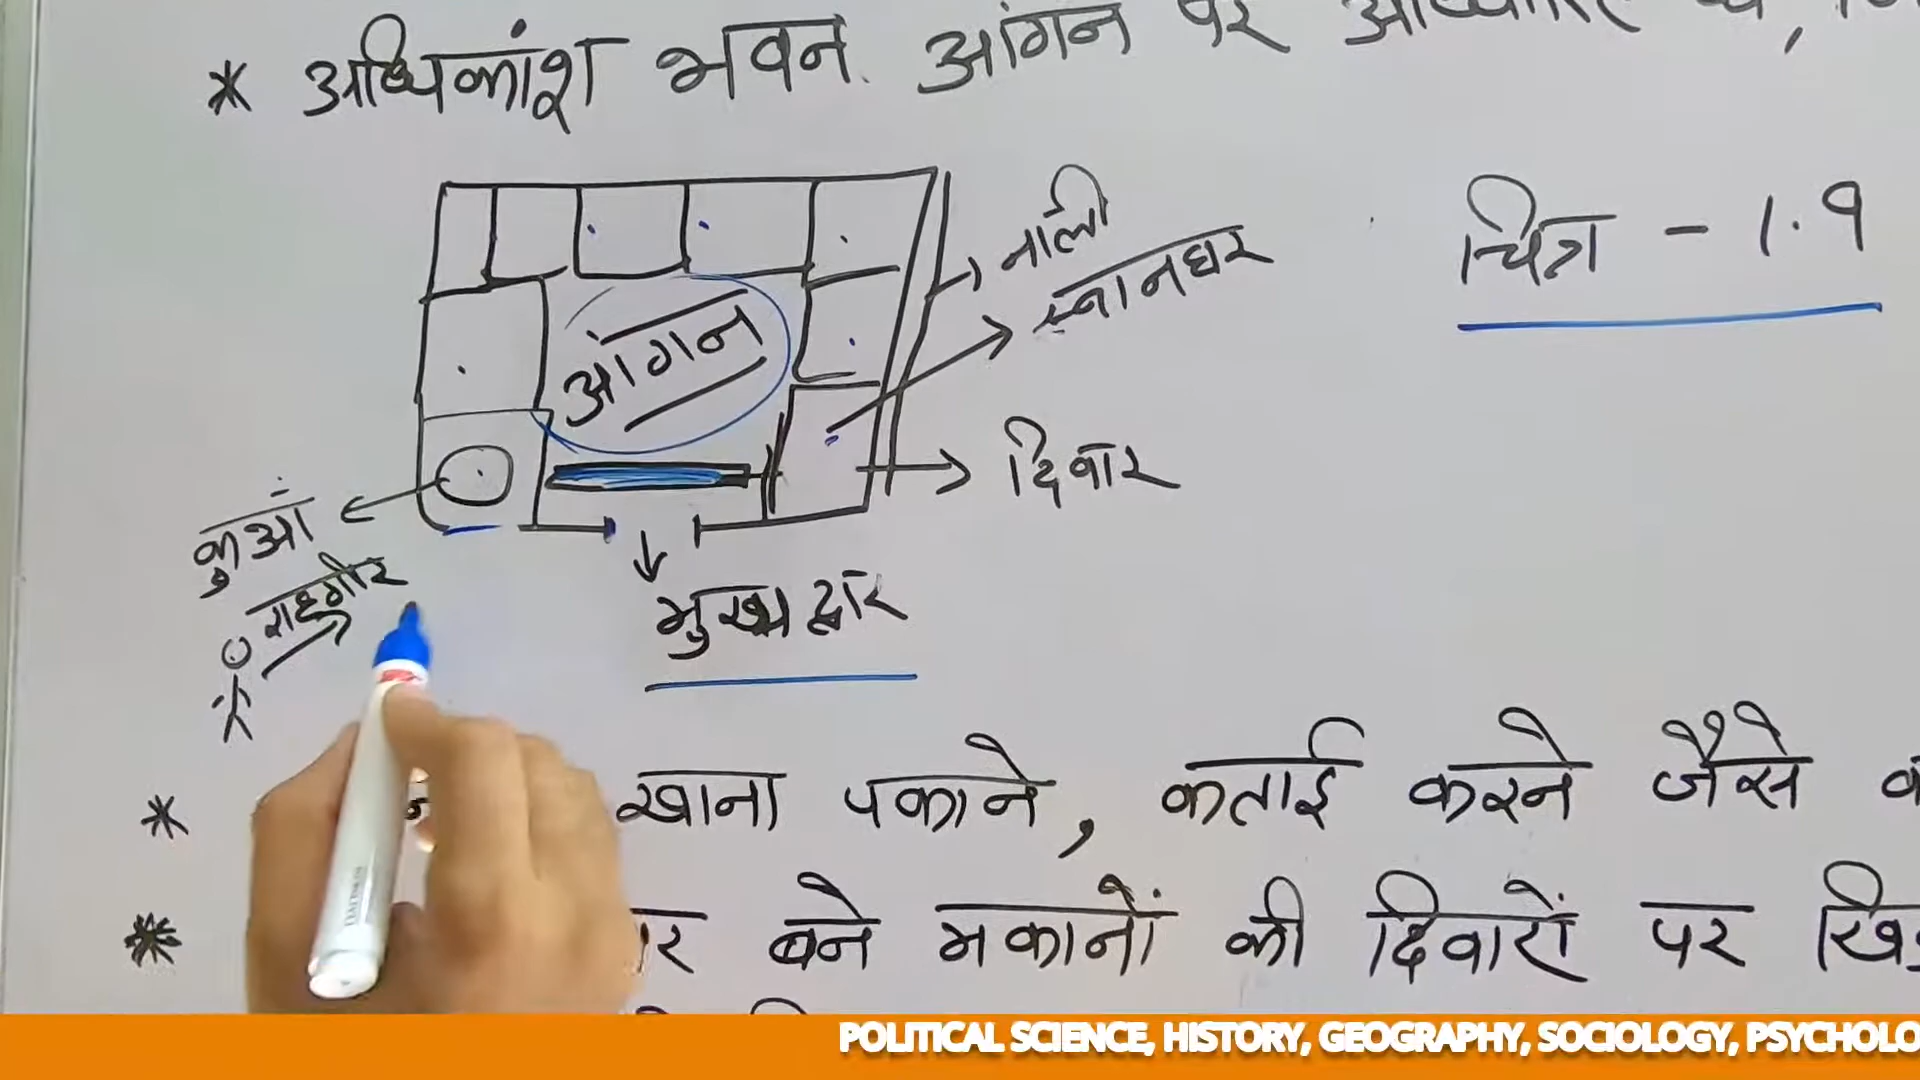 * अधिकांश भवन आंगन पर
नाली
स्नानघर
चित्र - 1.9
आंगन
दिवार
कुआं
राहगीर
मुख्य द्वार
* खाना पकाने, कताई करने जैसे
* बने मकानों की दिवारों पर
POLITICAL SCIENCE, HISTORY, GEOGRAPHY, SOCIOLOGY, PSYCHOLO